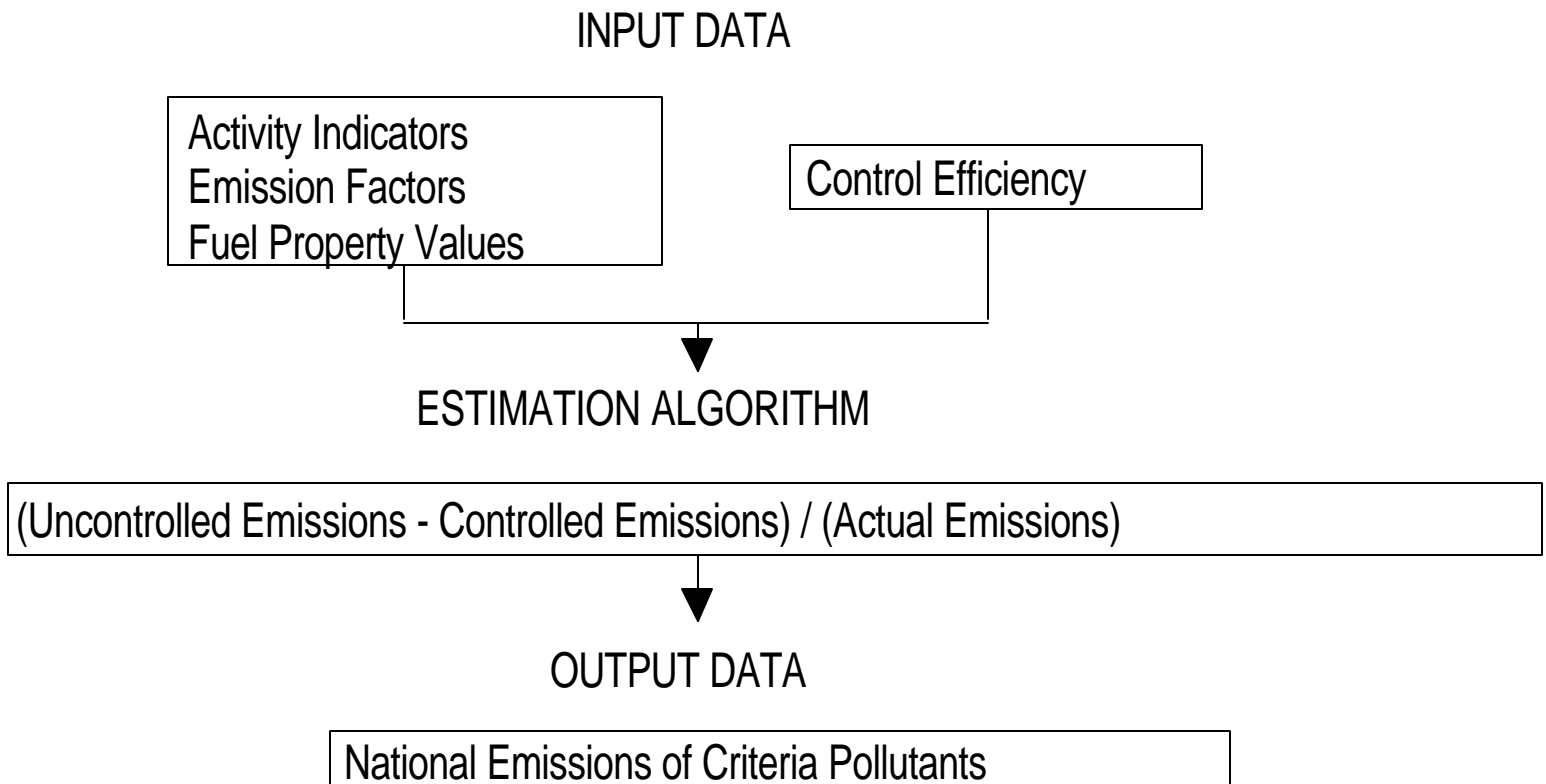 INPUT DATA
Activity Indicators
Emission Factors
Fuel Property Values
Control Efficiency
ESTIMATION ALGORITHM
(Uncontrolled Emissions - Controlled Emissions) / (Actual Emissions)
OUTPUT DATA
National Emissions of Criteria Pollutants